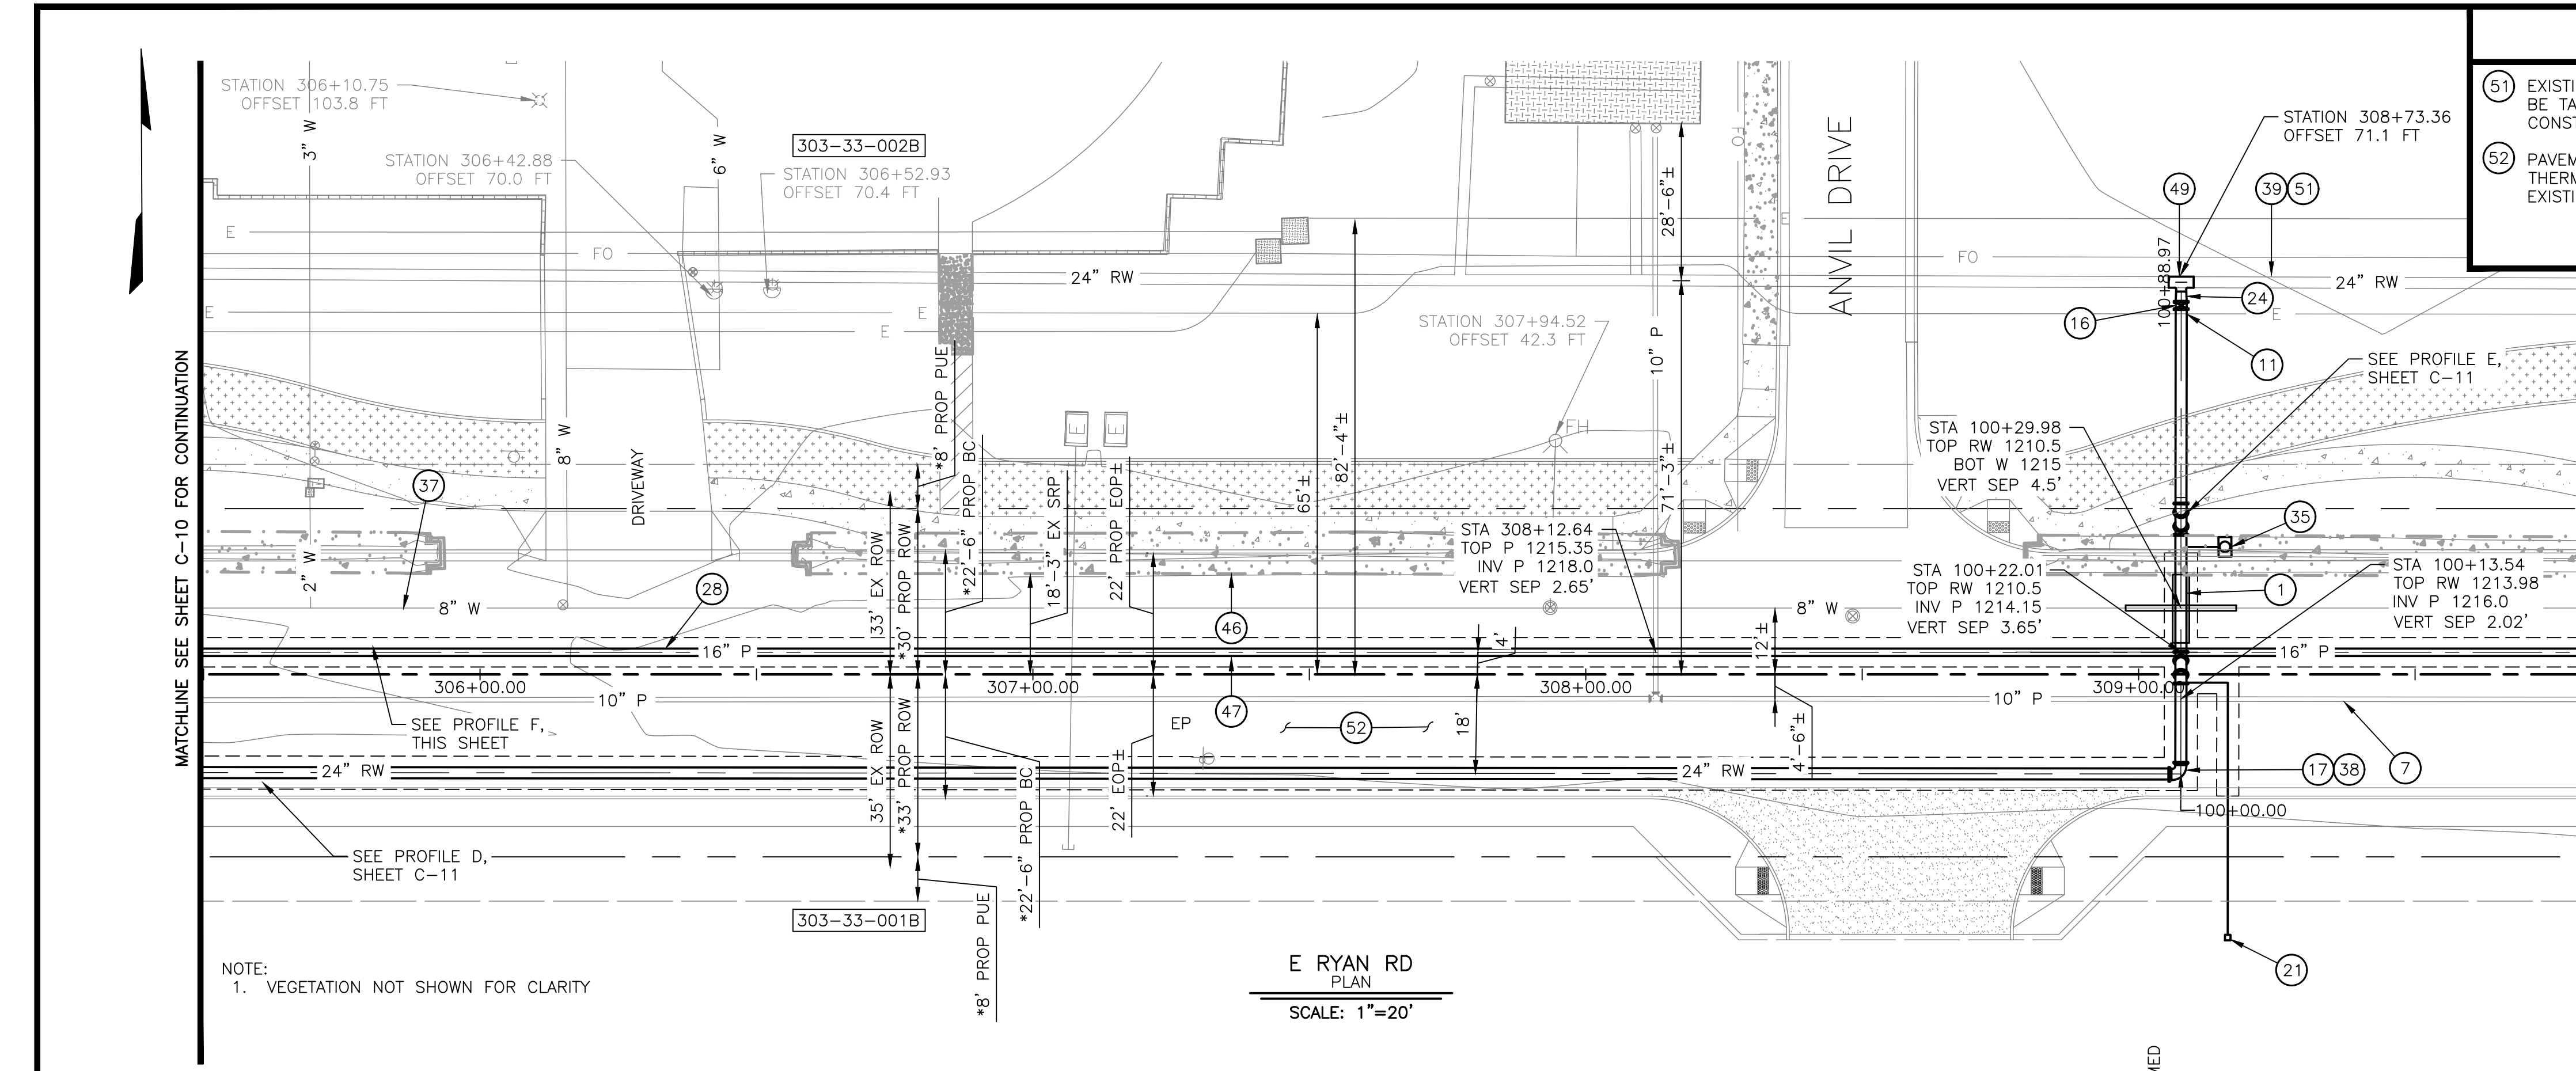 STATION 306+10.75
OFFSET 103.8 FT
3" W
STATION 306+42.88
OFFSET 70.0 FT
6" W
303-33-002B
STATION 306+52.93
OFFSET 70.4 FT
28'-6"±
FO
ANVIL DRIVE
STATION 308+73.36
OFFSET 71.1 FT
49
39
51
51
52
E
FO
24" RW
E
E
E
E
FO
100+88.97
24" RW
24
E
16
11
STATION 307+94.52
OFFSET 42.3 FT
10" P
SEE PROFILE E,
SHEET C-11
MATCHLINE SEE SHEET C-10 FOR CONTINUATION
37
8" W
DRIVEWAY
2" W
*8' PROP PUE
*22'-6" PROP BC
E
E
18'-3" EX SRP
22' PROP EOP±
65'±
82'-4"±
FH
71'-3"±
STA 100+29.98
TOP RW 1210.5
BOT W 1215
VERT SEP 4.5'
35
STA 308+12.64
TOP P 1215.35
INV P 1218.0
VERT SEP 2.65'
STA 100+22.01
TOP RW 1210.5
INV P 1214.15
VERT SEP 3.65'
1
STA 100+13.54
TOP RW 1213.98
INV P 1216.0
VERT SEP 2.02'
8" W
28
33' EX ROW
*30' PROP ROW
46
8" W
12'±
4'
16" P
16" P
306+00.00
307+00.00
308+00.00
309+00.00
10" P
47
10" P
SEE PROFILE F,
THIS SHEET
EP
52
18'
4'-6"±
24" RW
24" RW
17
38
7
35' EX ROW
*33' PROP ROW
*22'-6" PROP BC
22' EOP±
100+00.00
SEE PROFILE D,
SHEET C-11
303-33-001B
*8' PROP PUE
21
NOTE:
1. VEGETATION NOT SHOWN FOR CLARITY
E RYAN RD
PLAN
SCALE: 1"=20'